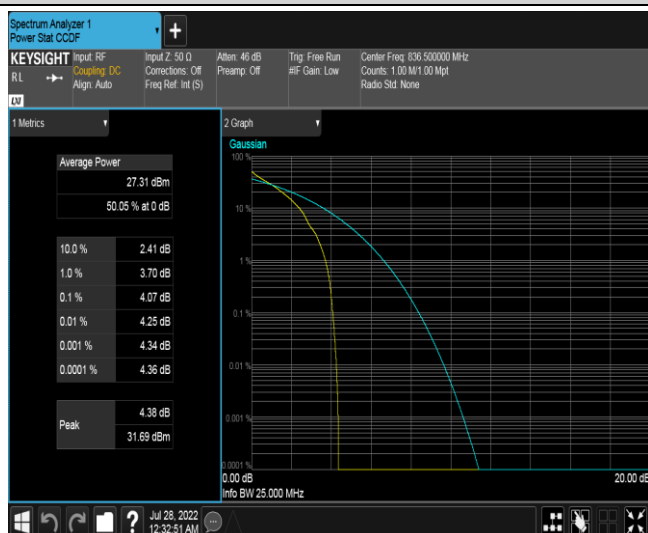 Spectrum Analyzer 1
Power Stat CCDF
+
KEYSIGHT
R L
LXI
Input: RF
Coupling: DC
Align: Auto
Input Z: 50 Ω
Corrections: Off
Freq Ref: Int (S)
Atten: 46 dB
Preamp: Off
Trig: Free Run
#IF Gain: Low
Center Freq: 836.500000 MHz
Counts: 1.00 M/1.00 Mpt
Radio Std: None
1 Metrics
Average Power
27.31 dBm
50.05 % at 0 dB
10.0 % 2.41 dB
1.0 % 3.70 dB
0.1 % 4.07 dB
0.01 % 4.25 dB
0.001 % 4.34 dB
0.0001 % 4.36 dB
Peak
4.38 dB
31.69 dBm
2 Graph
Gaussian
100 %
10 %
1 %
0.1 %
0.01 %
0.001 %
0.0001 %
0.00 dB
20.00 dB
Info BW 25.000 MHz
?
Jul 28, 2022
12:32:51 AM